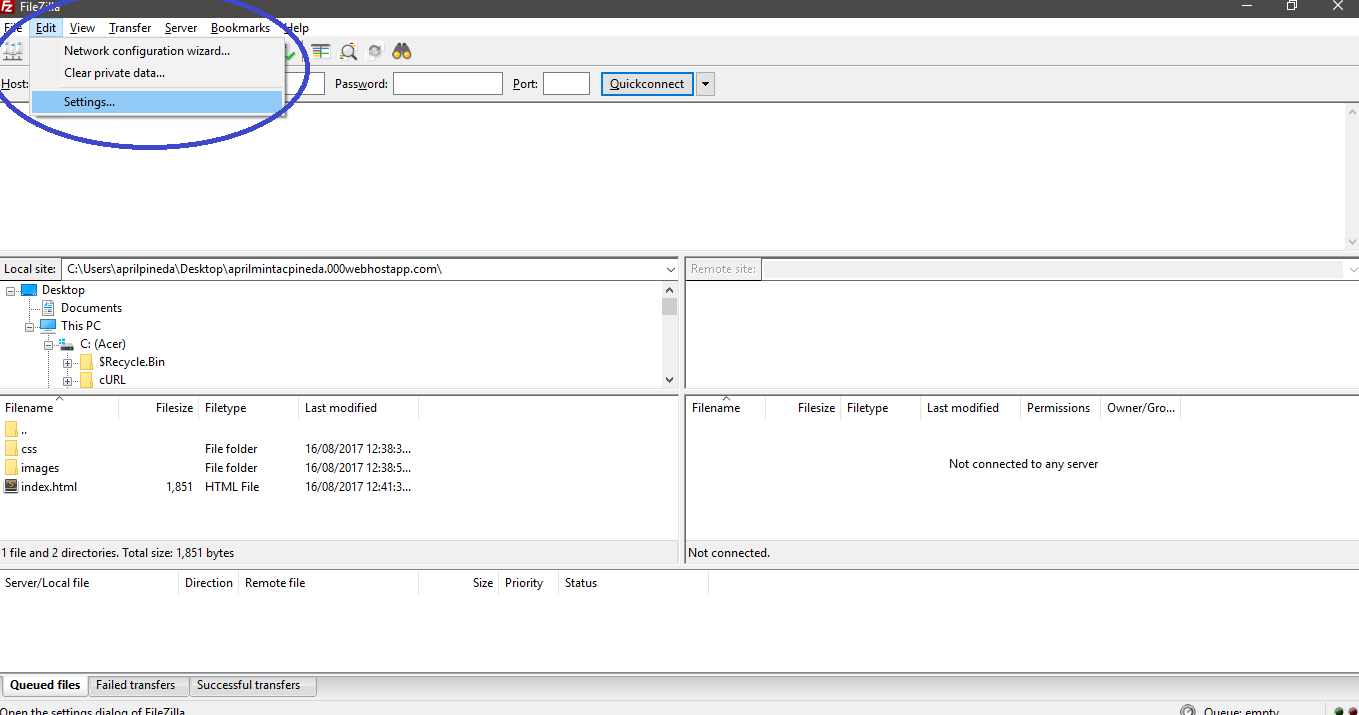 FileZilla
File Edit View Transfer Server Bookmarks Help
Network configuration wizard...
Clear private data...
Host: Password: Port: Quickconnect
Settings...
Local site: C:\Users\aprilpineda\Desktop\aprilmintacpineda.000webhostapp.com\ Remote site:
Desktop
Documents
This PC
C: (Acer)
$Recycle.Bin
cURL
Filename Filesize Filetype Last modified
..
css File folder 16/08/2017 12:38:3...
images File folder 16/08/2017 12:38:5...
index.html 1,851 HTML File 16/08/2017 12:41:3...
1 file and 2 directories. Total size: 1,851 bytes
Filename Filesize Filetype Last modified Permissions Owner/Gro...
Not connected to any server
Not connected.
Server/Local file Direction Remote file Size Priority Status
Queued files Failed transfers Successful transfers
Open the settings dialog of FileZilla Queue: empty